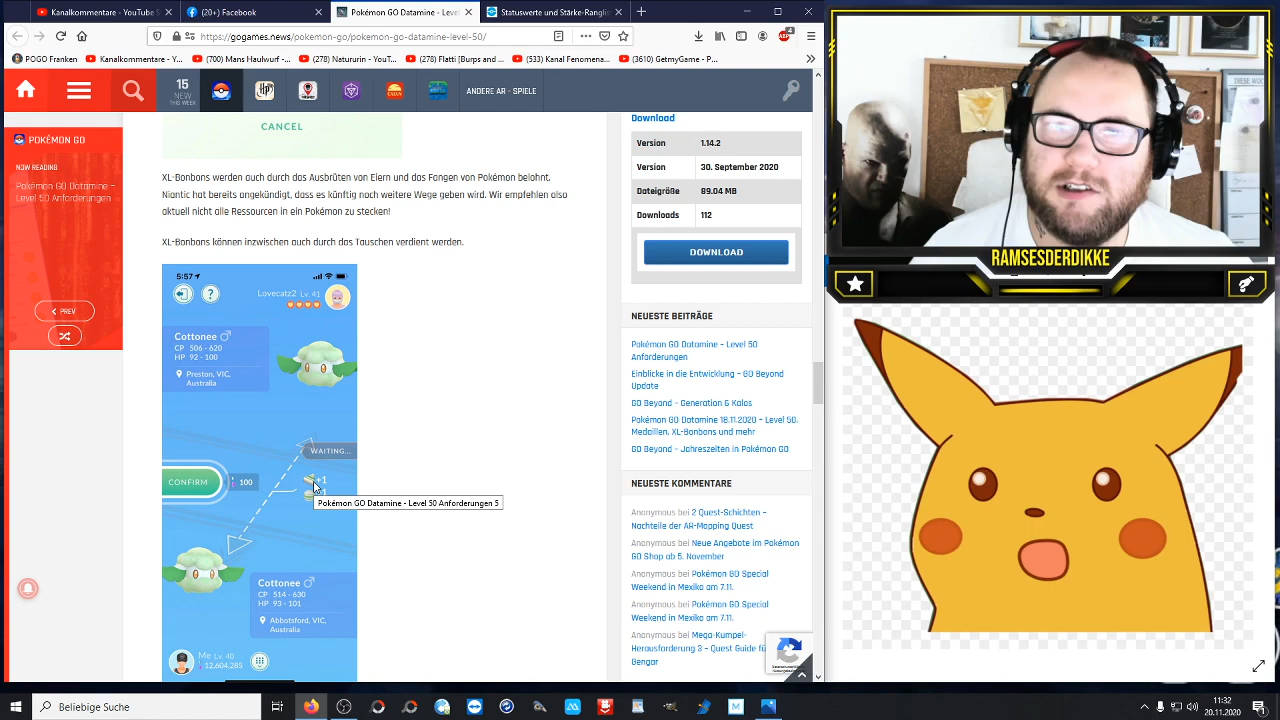 Kanalkommentare - YouTube S
(20+) Facebook
Pokémon GO Datamine - Level
Statuswerte und Stärke-Ranglis
https://gogames.news/pokemon-go/pokemon-go-datamine-level-50/
POGO Franken
Kanalkommentare - Y...
(700) Mans Haulwurf -...
(278) Natururin - YouT...
(278) Flatti [Burps and ...
(533) Kanal Fenomena...
(3610) GetmyGame - P...
15
NEW
THIS WEEK
ANDERE AR - SPIELE
POKÉMON GO
NOW READING
Pokémon GO Datamine –
Level 50 Anforderungen
PREV
CANCEL
XL-Bonbons werden auch durch das Ausbrüten von Eiern und das Fangen von Pokémon belohnt.
Niantic hat bereits angekündigt, dass es künftig noch weitere Wege geben wird. Wir empfehlen also
aktuell nicht alle Ressourcen in ein Pokémon zu stecken!
XL-Bonbons können inzwischen auch durch das Tauschen verdient werden.
5:57
Lovecatz2 Lv. 41
Cottonee ♂
CP 506 - 620
HP 92 - 100
Preston, VIC,
Australia
WAITING...
CONFIRM
100
+1
Pokémon GO Datamine - Level 50 Anforderungen 5
Cottonee ♂
CP 514 - 630
HP 93 - 101
Abbotsford, VIC,
Australia
Me Lv. 40
12,604,285
Download
Version 1.14.2
Version 30. September 2020
Dateigröße 89.04 MB
Downloads 112
DOWNLOAD
NEUESTE BEITRÄGE
Pokémon GO Datamine – Level 50
Anforderungen
Einblicke in die Entwicklung – GO Beyond
Update
GO Beyond – Generation 6 Kalos
Pokémon GO Datamine 18.11.2020 – Level 50,
Medaillen, XL-Bonbons und mehr
GO Beyond – Jahreszeiten in Pokémon GO
NEUESTE KOMMENTARE
Anonymous bei 2 Quest-Schichten –
Nachteile der AR-Mapping Quest
Anonymous bei Neue Angebote im Pokémon
GO Shop ab 5. November
Anonymous bei Pokémon GO Special
Weekend in Mexiko am 7.11.
Anonymous bei Pokémon GO Special
Weekend in Mexiko am 7.11.
Anonymous bei Mega-Kumpel-
Herausforderung 3 – Quest Guide fü
Gengar
RAMSESDERDIKKE
Beliebige Suche
11:32
20.11.2020